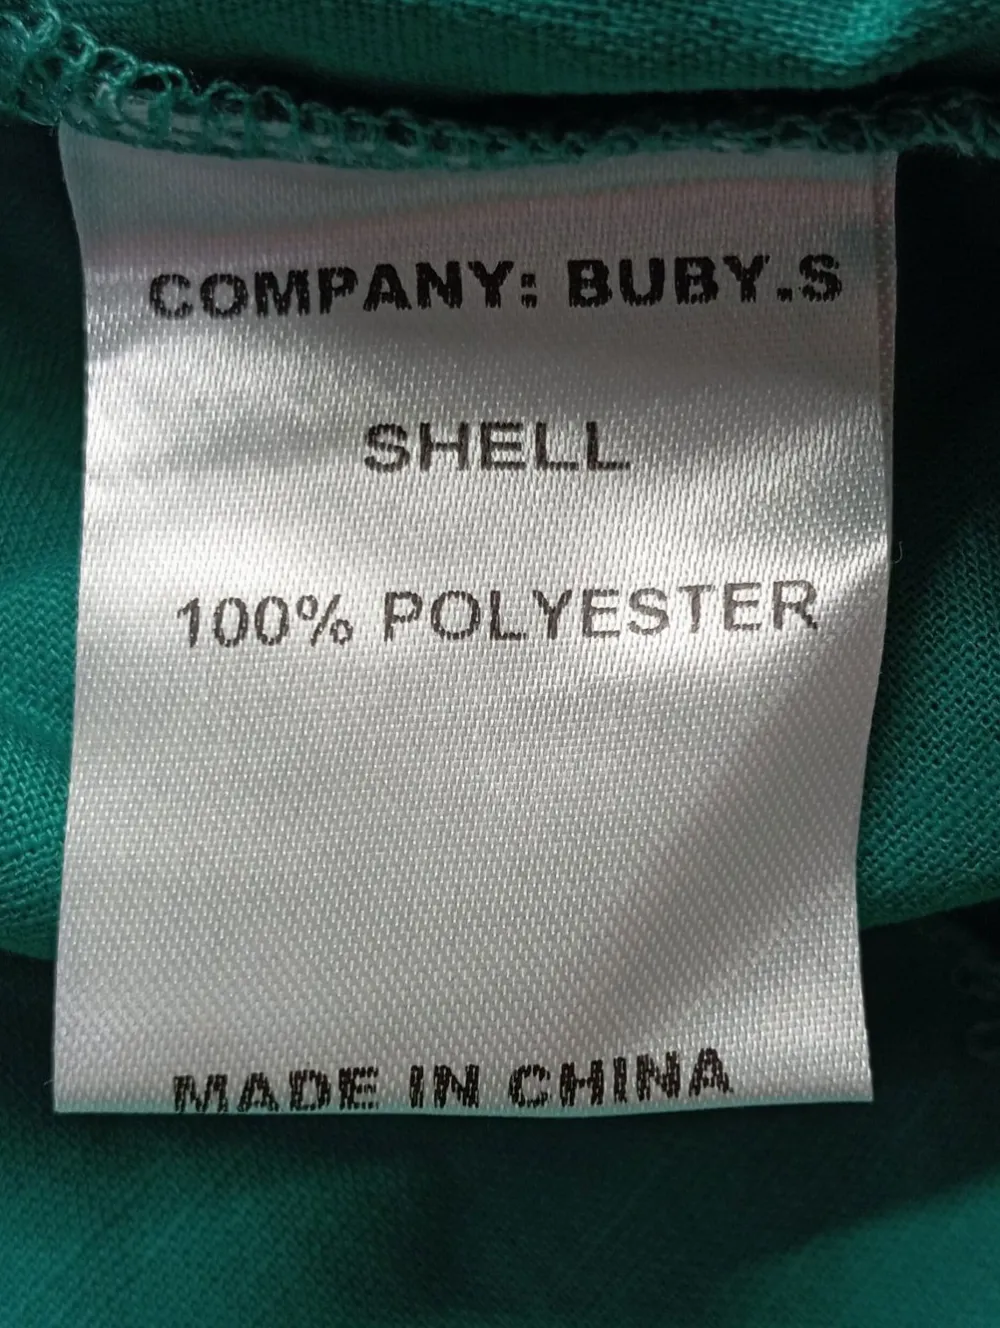 COMPANY: BUBY.S
SHELL
100% POLYESTER
MADE IN CHINA